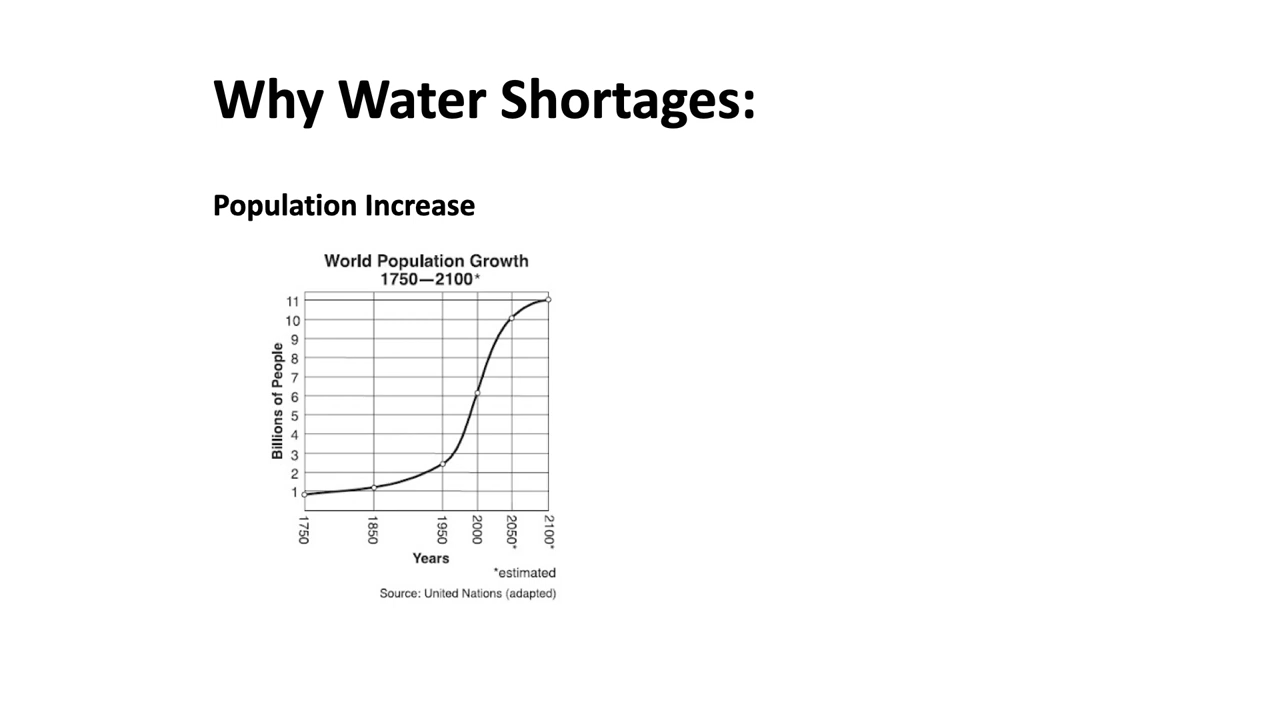 Why Water Shortages:
Population Increase
World Population Growth
1750—2100*
11
10
9
8
7
6
5
4
3
2
1
Billions of People
1750
1850
1950
2000
2050*
2100*
Years
*estimated
Source: United Nations (adapted)